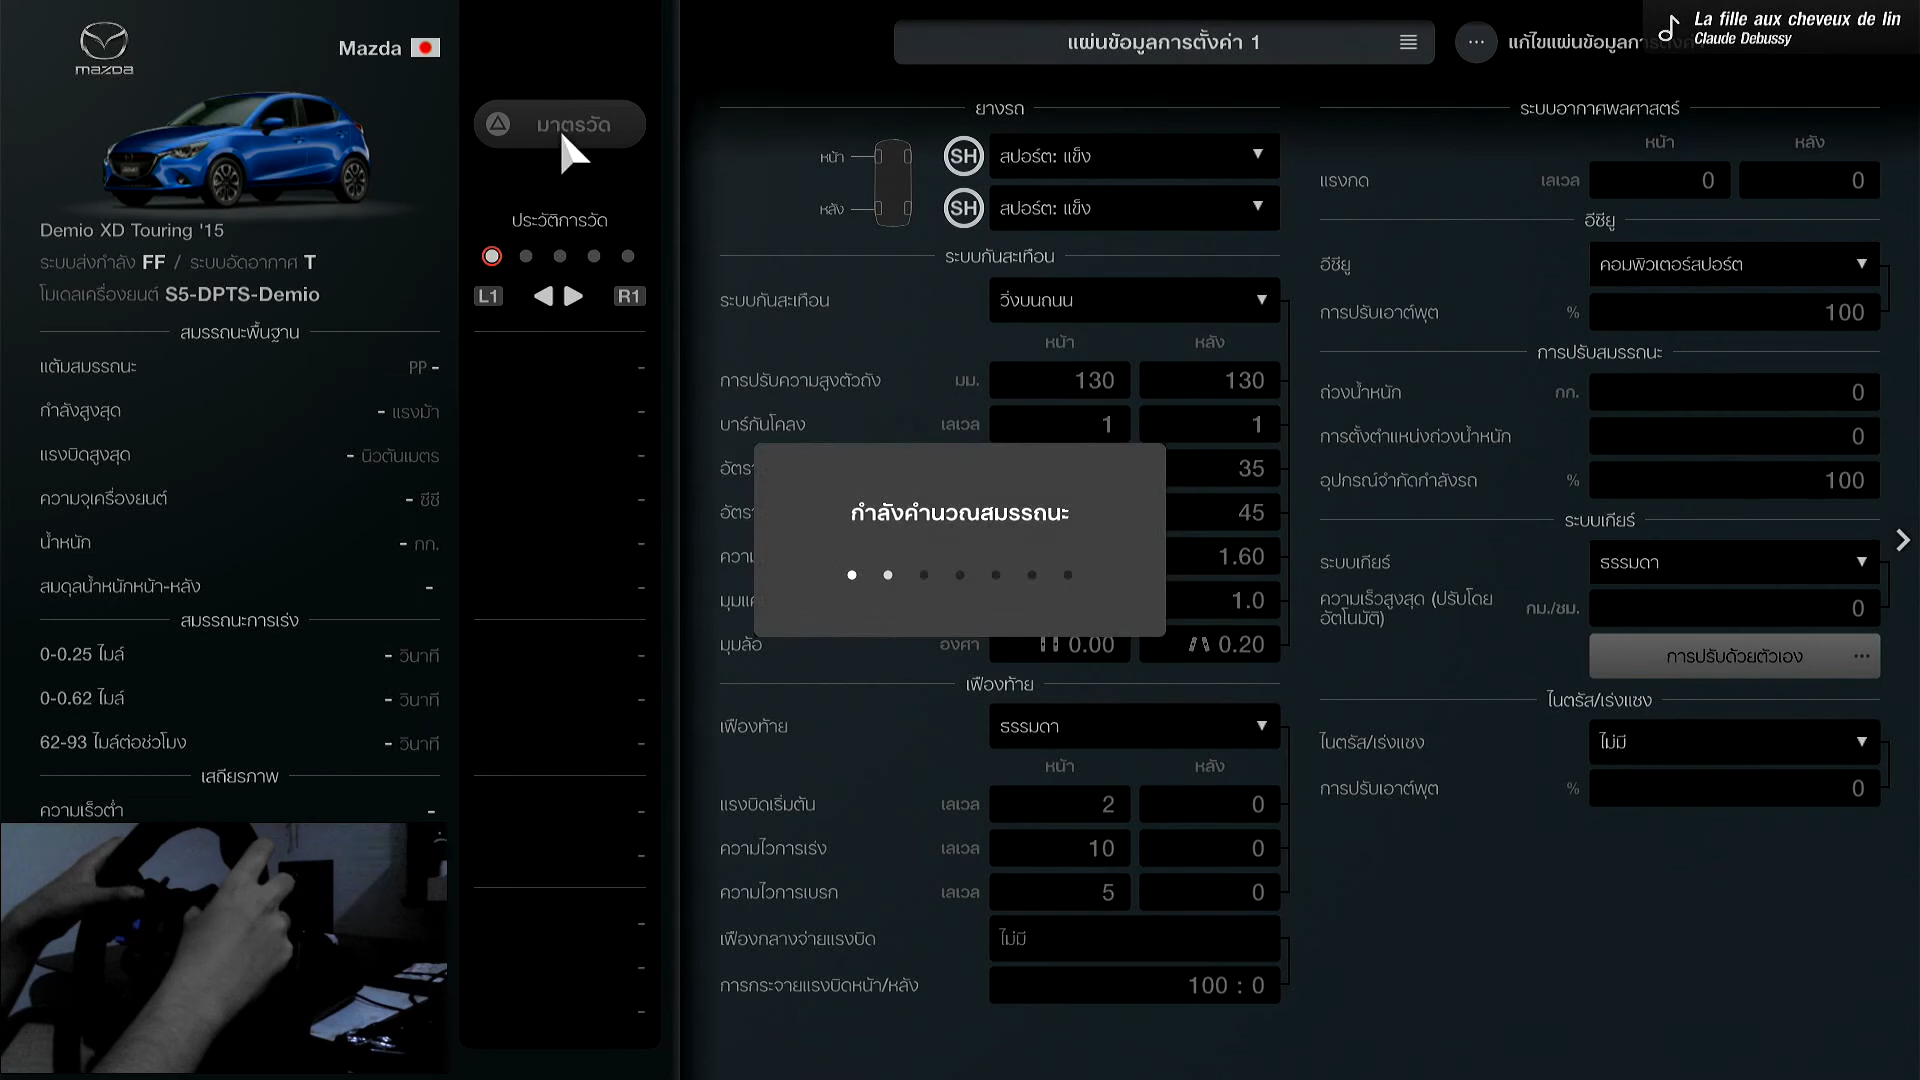 mazda
Mazda
Demio XD Touring '15
ระบบส่งกำลัง FF / ระบบอัดอากาศ T
โมเดลเครื่องยนต์ S5-DPTS-Demio
สมรรถนะพื้นฐาน
แต้มสมรรถนะ PP -
กำลังสูงสุด - แรงม้า
แรงบิดสูงสุด - นิวตันเมตร
ความจุเครื่องยนต์ - ซีซี
น้ำหนัก - กก.
สมดุลน้ำหนักหน้า-หลัง -
สมรรถนะการเร่ง
0-0.25 ไมล์ - วินาที
0-0.62 ไมล์ - วินาที
62-93 ไมล์ต่อชั่วโมง - วินาที
เสถียรภาพ
ความเร็วต่ำ -
มาตรวัด
ประวัติการวัด
L1 R1
แผ่นข้อมูลการตั้งค่า 1
แก้ไขแผ่นข้อมูลการตั้งค่า
La fille aux cheveux de lin
Claude Debussy
ยางรถ
หน้า SH สปอร์ต: แข็ง
หลัง SH สปอร์ต: แข็ง
ระบบกันสะเทือน
ระบบกันสะเทือน วิ่งบนถนน
หน้า หลัง
การปรับความสูงตัวถัง มม. 130 130
บาร์กันโคลง เลเวล 1 1
35
45
1.60
1.0
มุมล้อ องศา 0.00 0.20
กำลังคำนวณสมรรถนะ
เฟืองท้าย
เฟืองท้าย ธรรมดา
หน้า หลัง
แรงบิดเริ่มต้น เลเวล 2 0
ความไวการเร่ง เลเวล 10 0
ความไวการเบรก เลเวล 5 0
เฟืองกลางจ่ายแรงบิด ไม่มี
การกระจายแรงบิดหน้า/หลัง 100 : 0
ระบบอากาศพลศาสตร์
หน้า หลัง
แรงกด เลเวล 0 0
อีซียู
อีซียู คอมพิวเตอร์สปอร์ต
การปรับเอาต์พุต % 100
การปรับสมรรถนะ
ถ่วงน้ำหนัก กก. 0
การตั้งตำแหน่งถ่วงน้ำหนัก 0
อุปกรณ์จำกัดกำลังรถ % 100
ระบบเกียร์
ระบบเกียร์ ธรรมดา
ความเร็วสูงสุด (ปรับโดย
อัตโนมัติ) กม./ชม. 0
การปรับด้วยตัวเอง
ไนตรัส/เร่งแซง
ไนตรัส/เร่งแซง ไม่มี
การปรับเอาต์พุต % 0